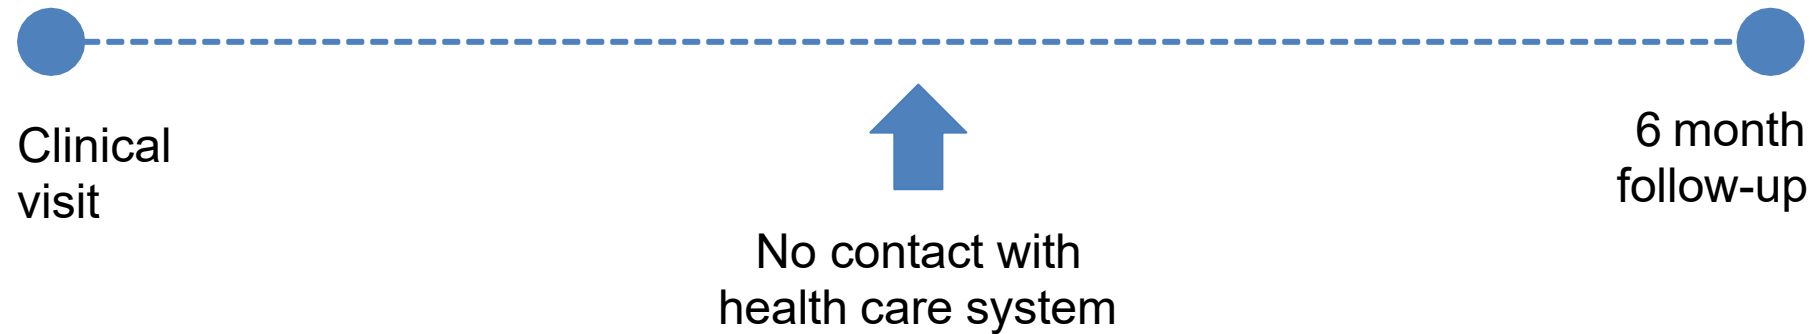 Clinical
visit
No contact with
health care system
6 month
follow-up